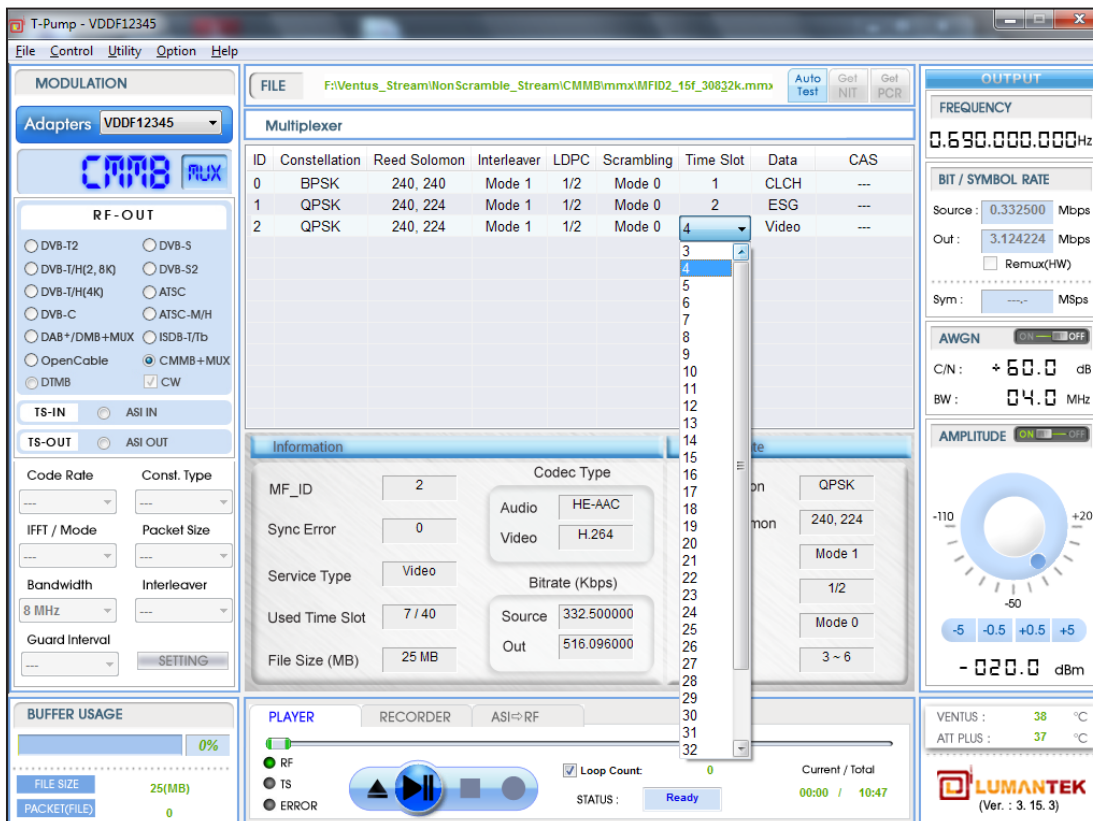 T-Pump - VDDF12345
File Control Utility Option Help
MODULATION
Adapters VDDF12345
CMMB MUX
RF-OUT
DVB-T2 DVB-S
DVB-T/H(2, 8K) DVB-S2
DVB-T/H(4K) ATSC
DVB-C ATSC-M/H
DAB+/DMB+MUX ISDB-T/Tb
OpenCable CMMB+MUX
DTMB CW
TS-IN ASI IN
TS-OUT ASI OUT
Code Rate Const. Type
--- ---
IFFT / Mode Packet Size
--- ---
Bandwidth Interleaver
8 MHz ---
Guard Interval
--- SETTING
BUFFER USAGE
0%
FILE SIZE 25(MB)
PACKET(FILE) 0
FILE F:\Ventus_Stream\NonScramble_Stream\CMMB\mmx\MFID2_15f_30832k.mmx Auto Test Get NIT Get PCR
Multiplexer
ID Constellation Reed Solomon Interleaver LDPC Scrambling Time Slot Data CAS
0 BPSK 240, 240 Mode 1 1/2 Mode 0 1 CLCH ---
1 QPSK 240, 224 Mode 1 1/2 Mode 0 2 ESG ---
2 QPSK 240, 224 Mode 1 1/2 Mode 0 4 Video ---
3
4
5
6
7
8
9
10
11
12
13
14
15
16
17
18
19
20
21
22
23
24
25
26
27
28
29
30
31
32
Information
MF_ID 2
Sync Error 0
Service Type Video
Used Time Slot 7 / 40
File Size (MB) 25 MB
Codec Type
Audio HE-AAC
Video H.264
Bitrate (Kbps)
Source 332.500000
Out 516.096000
QPSK
240, 224
Mode 1
1/2
Mode 0
3 ~ 6
PLAYER RECORDER ASI⇨RF
RF
TS
ERROR
Loop Count: 0
STATUS : Ready
Current / Total
00:00 / 10:47
OUTPUT
FREQUENCY
0.690.000.000Hz
BIT / SYMBOL RATE
Source : 0.332500 Mbps
Out : 3.124224 Mbps
Remux(HW)
Sym : ---.- MSps
AWGN ON OFF
C/N : +60.0 dB
BW : 04.0 MHz
AMPLITUDE ON OFF
-110 +20
-50
-5 -0.5 +0.5 +5
-020.0 dBm
VENTUS : 38 °C
ATT PLUS : 37 °C
LUMANTEK
(Ver. : 3. 15. 3)